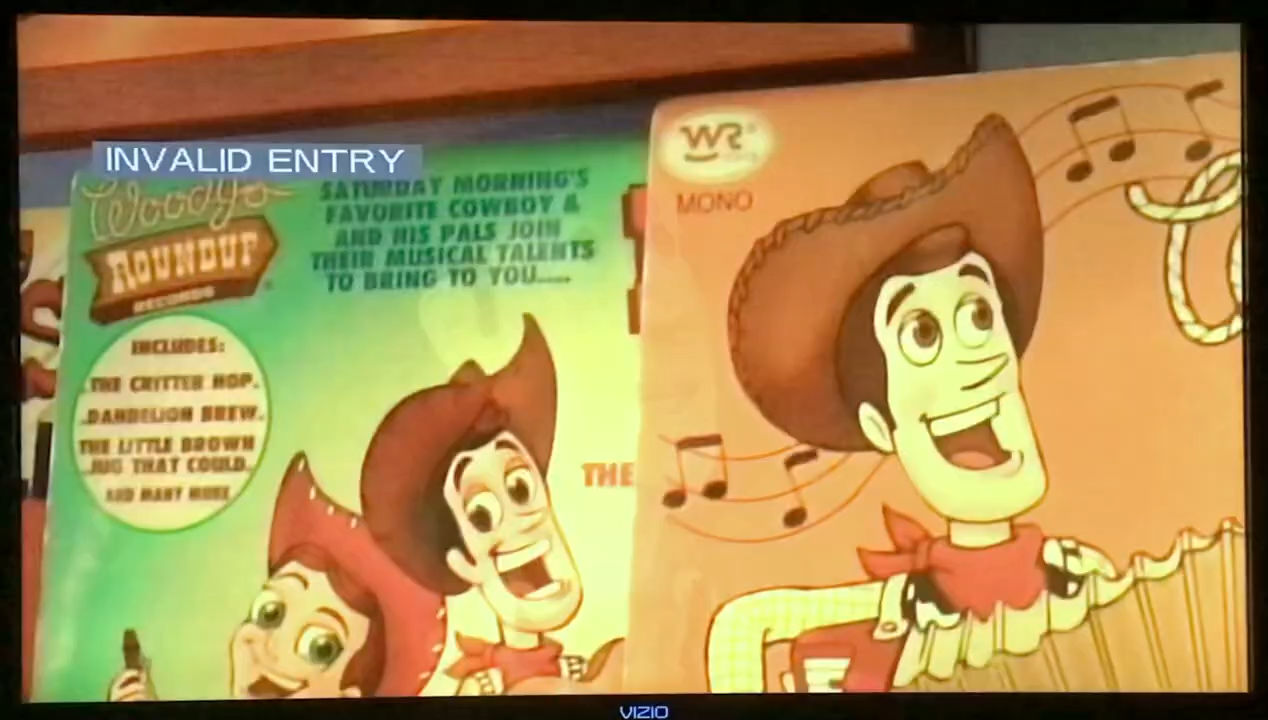 INVALID ENTRY
Woody's
ROUNDUP
RECORDS
SATURDAY MORNING'S
FAVORITE COWBOY &
AND HIS PALS JOIN
THEIR MUSICAL TALENTS
TO BRING TO YOU.....
INCLUDES:
THE CRITTER HOP.
DANDELION BREW.
THE LITTLE BROWN
JUG THAT COULD.
AND MANY MORE
THE
WR
MONO
VIZIO